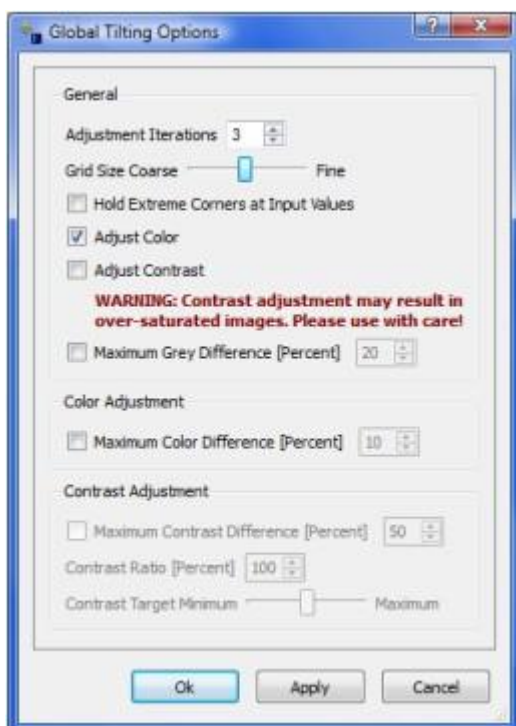 Global Tilting Options
General
Adjustment Iterations 3
Grid Size Coarse Fine
Hold Extreme Corners at Input Values
Adjust Color
Adjust Contrast
WARNING: Contrast adjustment may result in
over-saturated images. Please use with care!
Maximum Grey Difference [Percent] 20
Color Adjustment
Maximum Color Difference [Percent] 10
Contrast Adjustment
Maximum Contrast Difference [Percent] 50
Contrast Ratio [Percent] 100
Contrast Target Minimum Maximum
Ok Apply Cancel